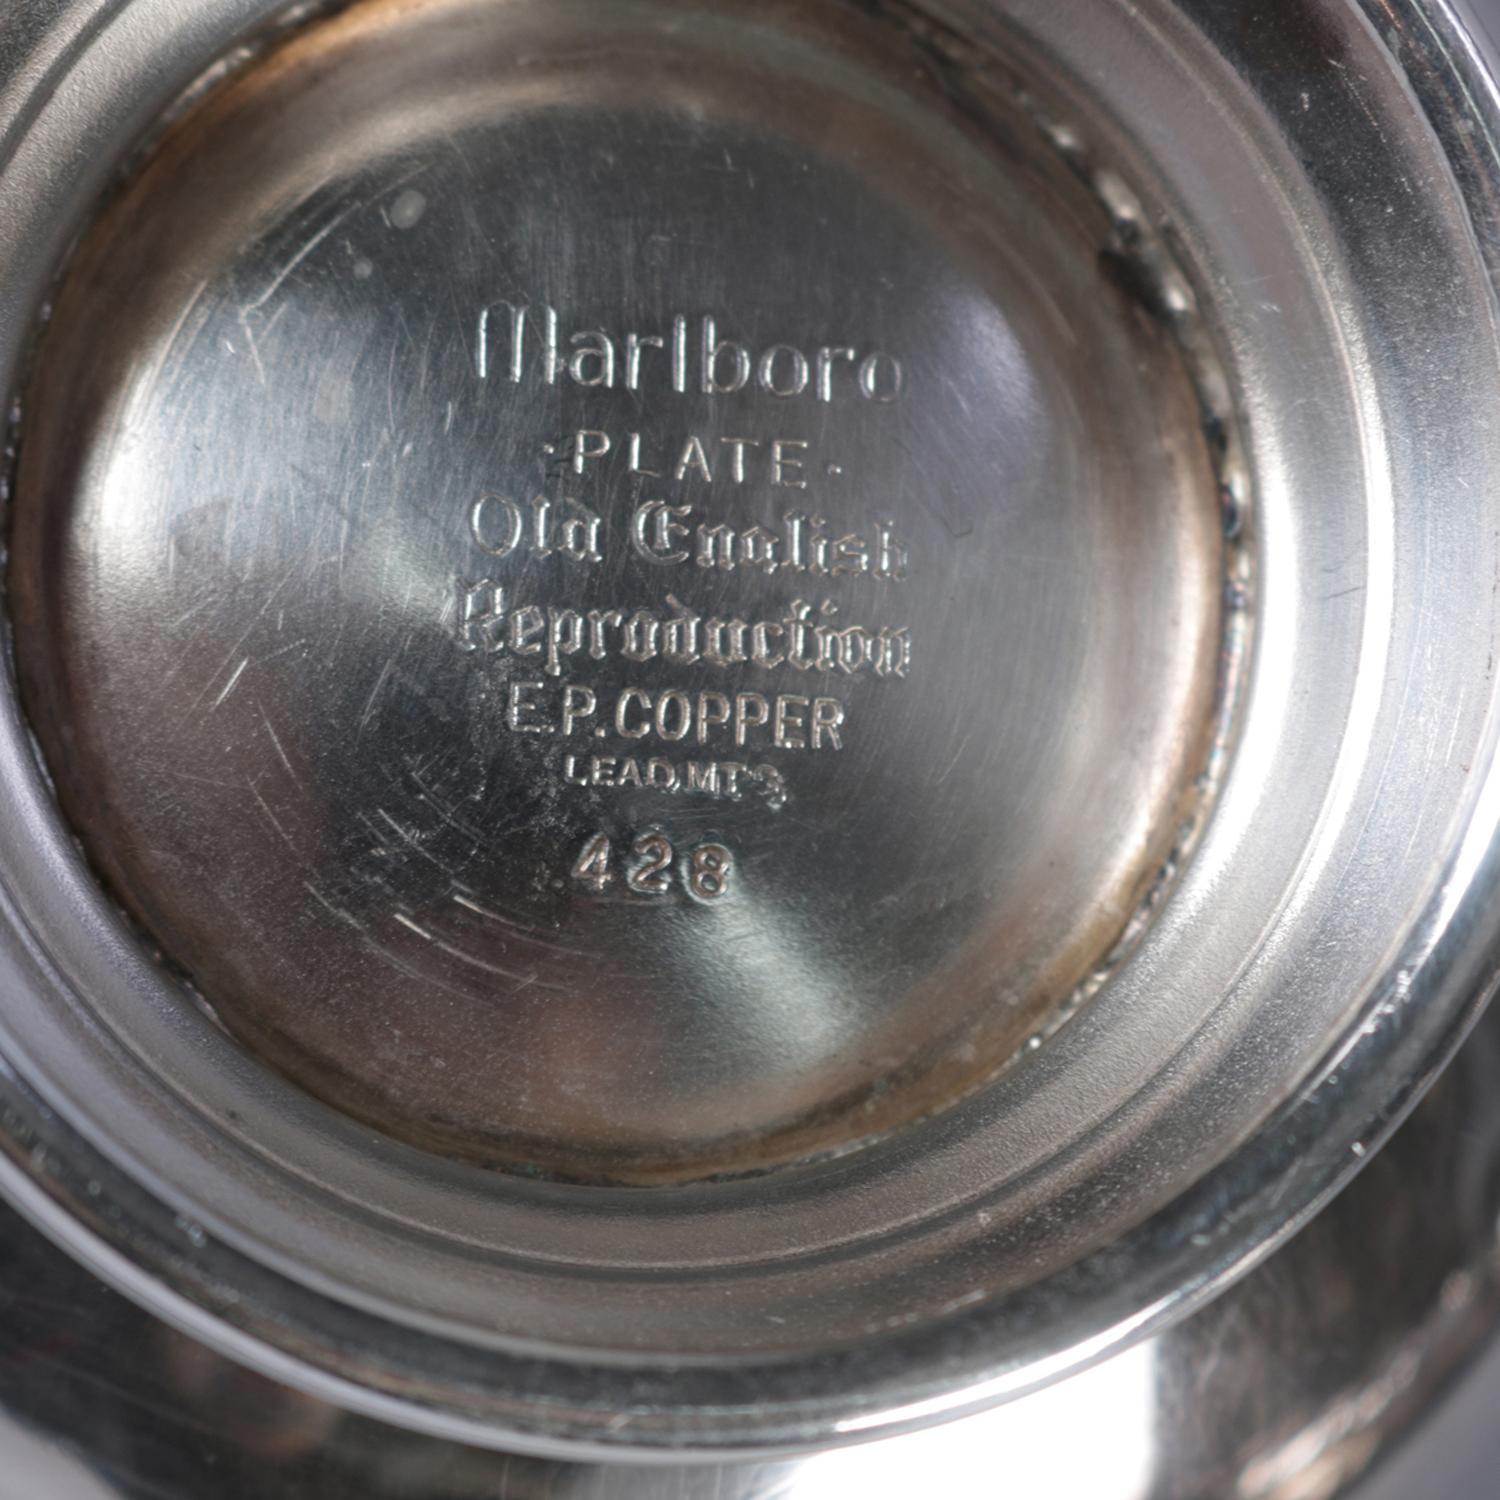 Marlboro
·PLATE·
Old English
Reproduction
E.P.COPPER
LEAD, MT'S
428